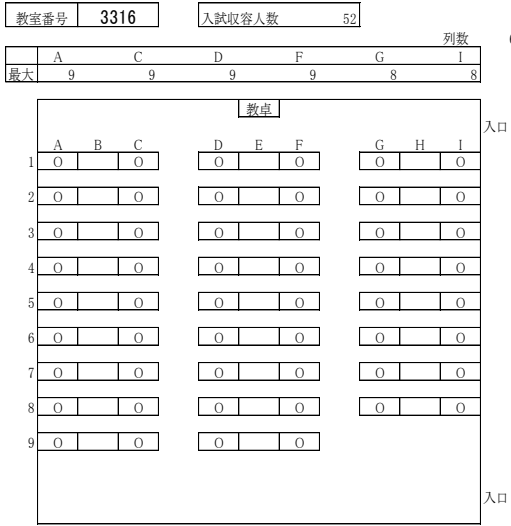 教室番号 3316 入試収容人数 52
列数
A C D F G I
最大 9 9 9 9 8 8
教卓
入口
A B C D E F G H I
1 O O O O O O
2 O O O O O O
3 O O O O O O
4 O O O O O O
5 O O O O O O
6 O O O O O O
7 O O O O O O
8 O O O O O O
9 O O O O
入口